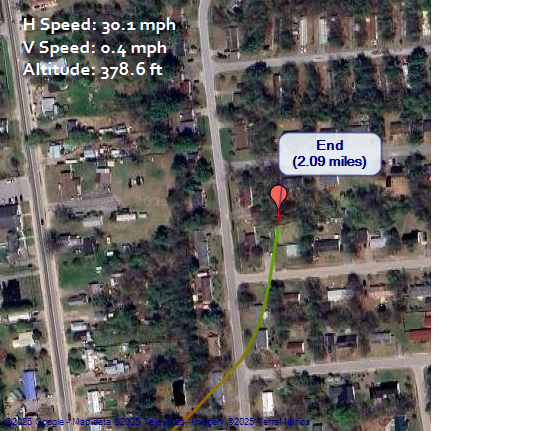 H Speed: 30.1 mph
V Speed: 0.4 mph
Altitude: 378.6 ft
End
(2.09 miles)
©2025 Google - Map data ©2025 Tele Atlas, Imagery ©2025 TerraMetrics